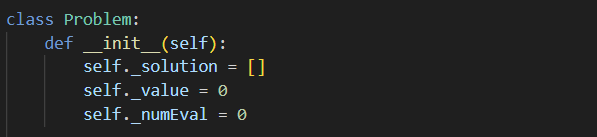 class Problem:
    def __init__(self):
        self._solution = []
        self._value = 0
        self._numEval = 0